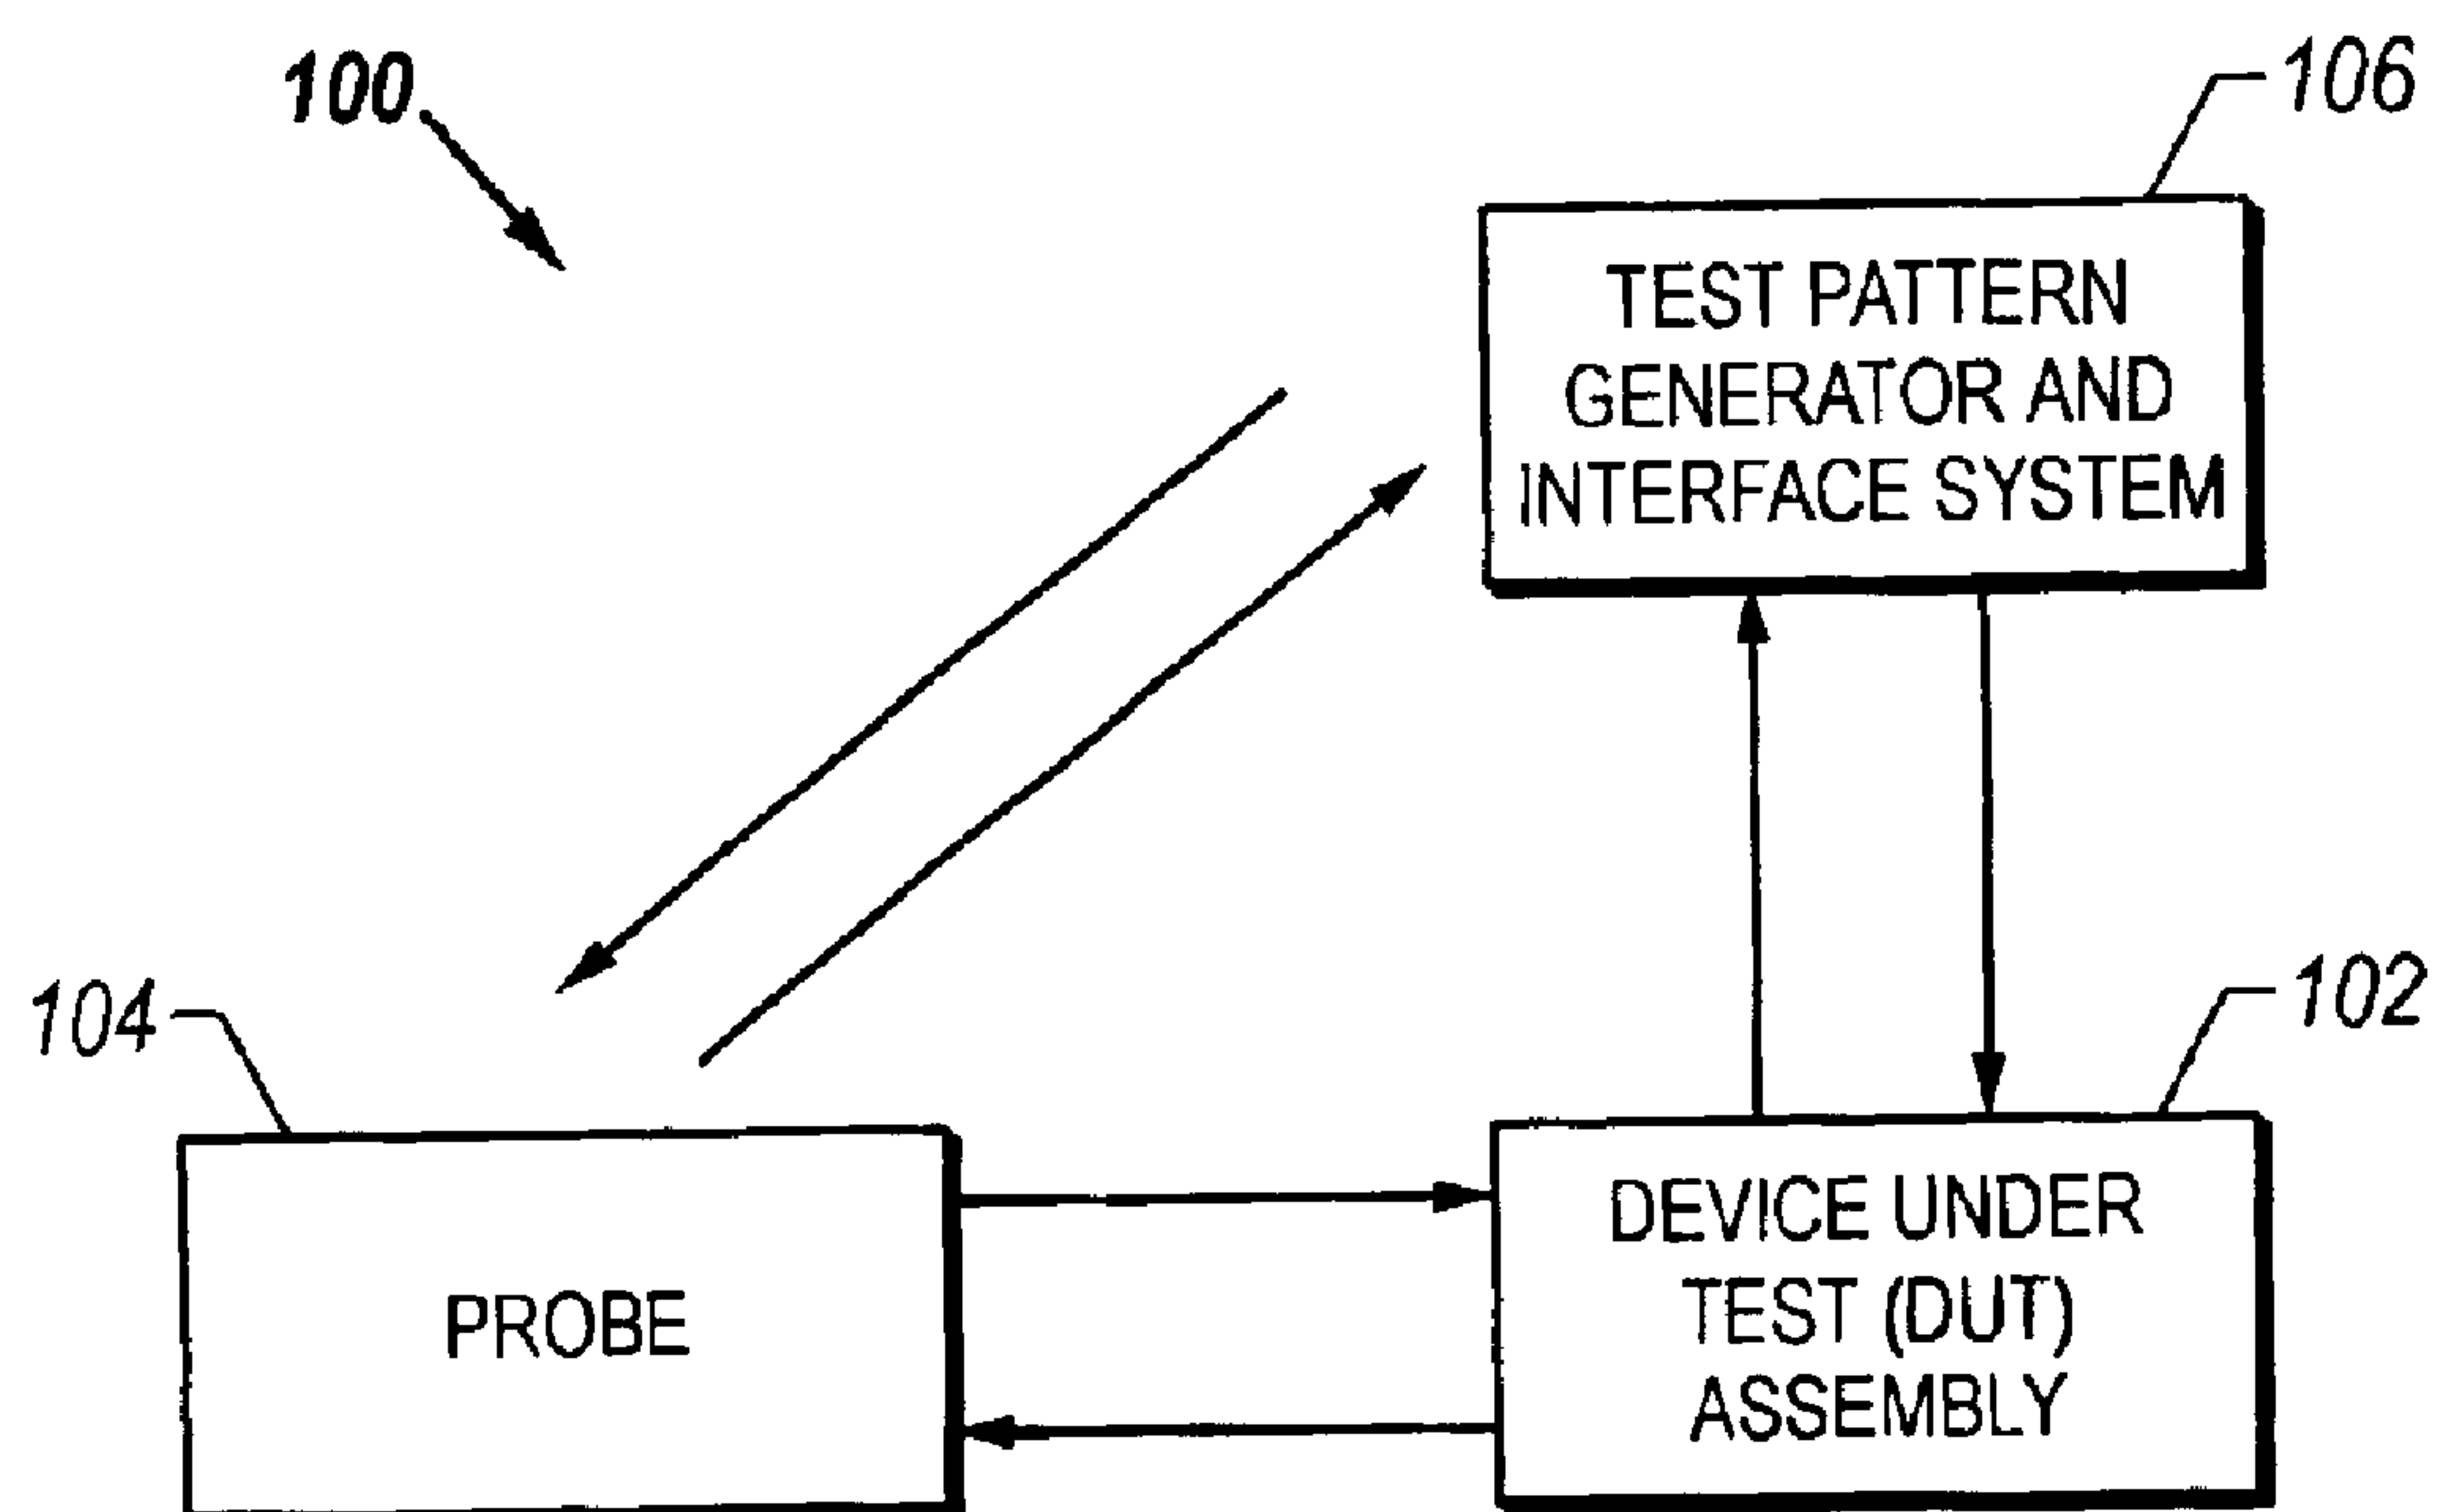 100
106
TEST PATTERN
GENERATOR AND
INTERFACE SYSTEM
104
102
PROBE
DEVICE UNDER
TEST (DUT)
ASSEMBLY